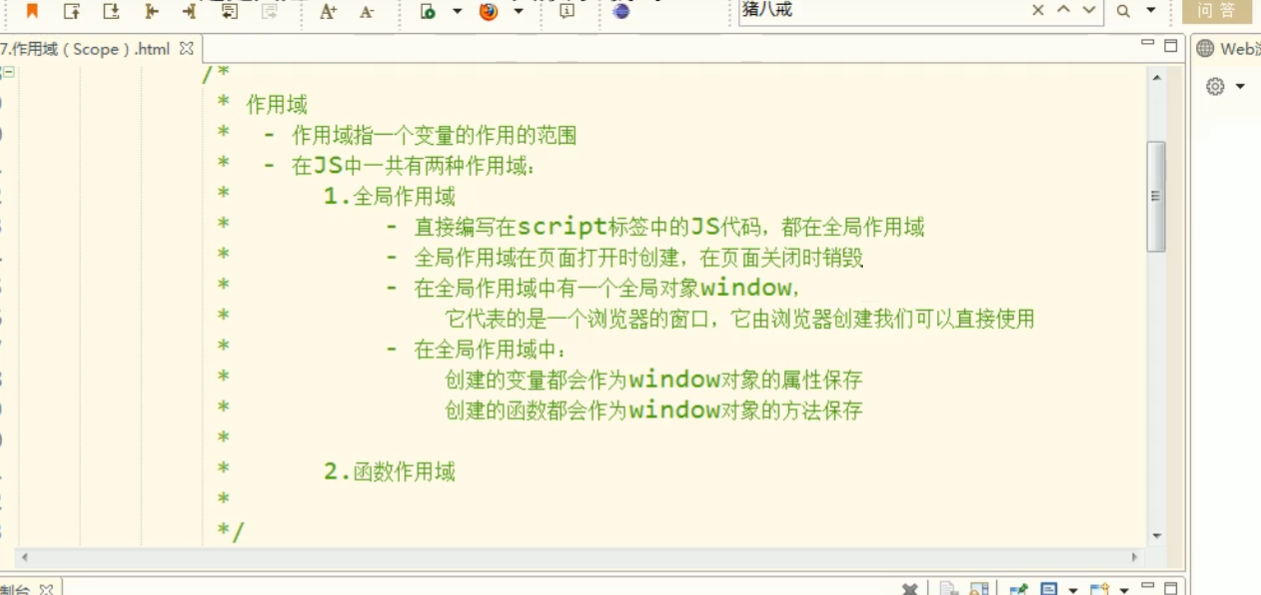 猪八戒
问答
7.作用域（Scope）.html
Web
/*
* 作用域
* - 作用域指一个变量的作用的范围
* - 在JS中一共有两种作用域：
* 1.全局作用域
* - 直接编写在script标签中的JS代码，都在全局作用域
* - 全局作用域在页面打开时创建，在页面关闭时销毁
* - 在全局作用域中有一个全局对象window，
* 它代表的是一个浏览器的窗口，它由浏览器创建我们可以直接使用
* - 在全局作用域中：
* 创建的变量都会作为window对象的属性保存
* 创建的函数都会作为window对象的方法保存
*
* 2.函数作用域
*
*/